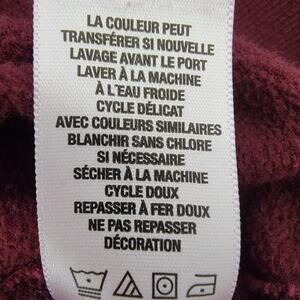 LA COULEUR PEUT
TRANSFÉRER SI NOUVELLE
LAVAGE AVANT LE PORT
LAVER À LA MACHINE
À L'EAU FROIDE
CYCLE DÉLICAT
AVEC COULEURS SIMILAIRES
BLANCHIR SANS CHLORE
SI NÉCESSAIRE
SÉCHER À LA MACHINE
CYCLE DOUX
REPASSER À FER DOUX
NE PAS REPASSER
DÉCORATION